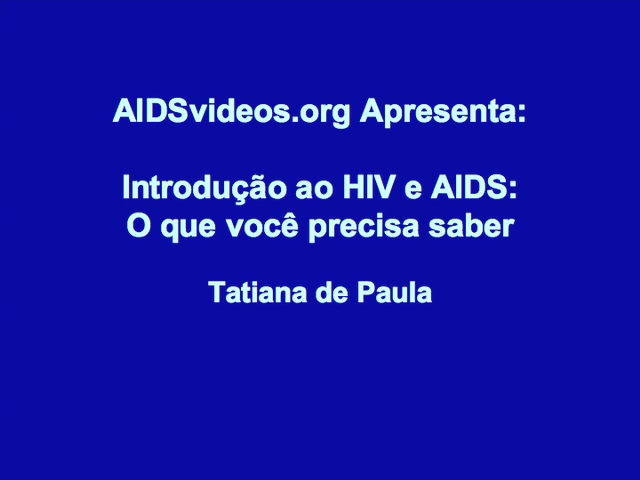 AIDSvideos.org Apresenta:
Introdução ao HIV e AIDS:
O que você precisa saber
Tatiana de Paula